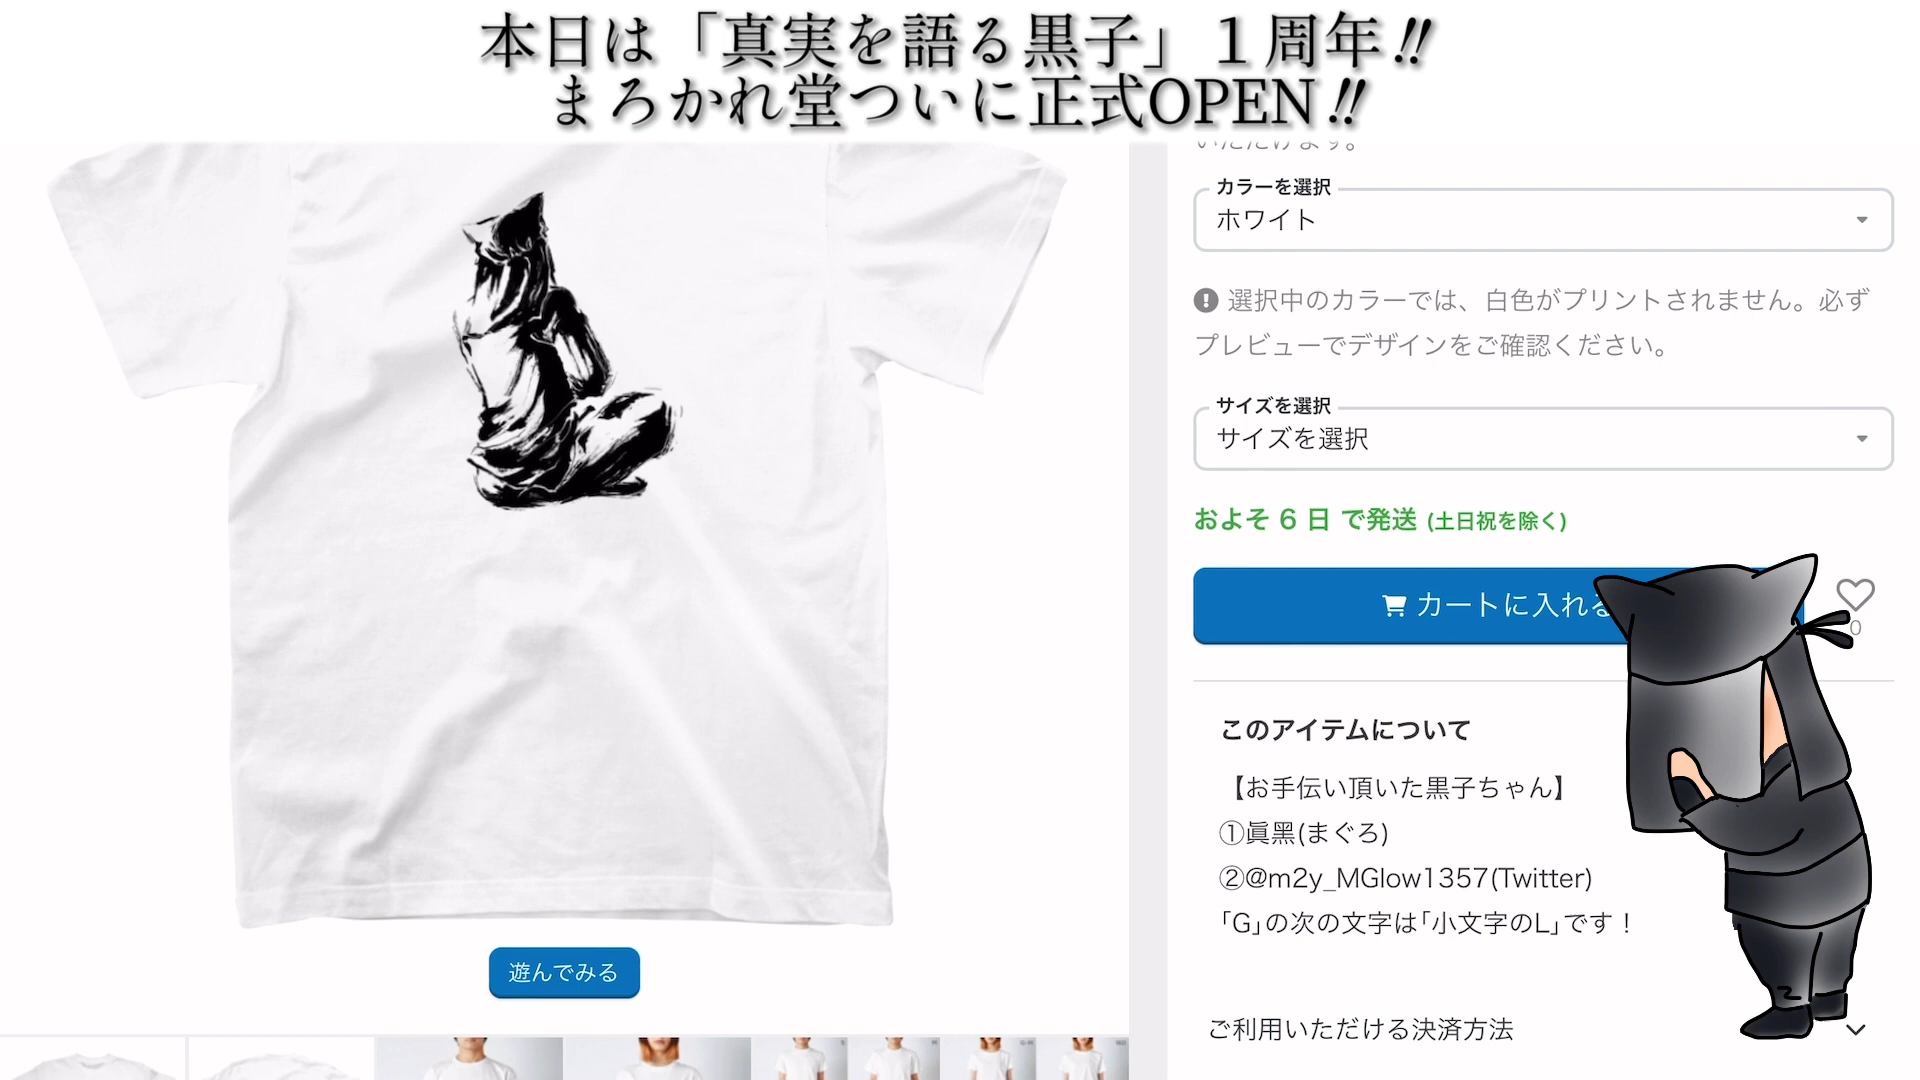 本日は「真実を語る黒子」１周年!!
まろかれ堂ついに正式OPEN!!
いただけます。
カラーを選択
ホワイト
選択中のカラーでは、白色がプリントされません。必ず
プレビューでデザインをご確認ください。
サイズを選択
サイズを選択
およそ 6 日 で発送 (土日祝を除く)
カートに入れる
0
このアイテムについて
【お手伝い頂いた黒子ちゃん】
①眞黑(まぐろ)
②@m2y_MGlow1357(Twitter)
「G」の次の文字は「小文字のL」です！
遊んでみる
ご利用いただける決済方法